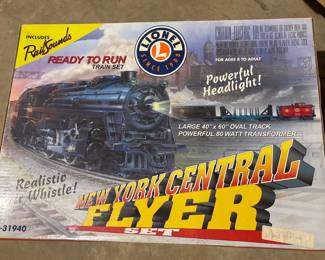 INCLUDES
RailSounds
READY TO RUN
TRAIN SET
LIONEL
L
SINCE 1900
FOR AGES 8 TO ADULT
Powerful
Headlight!
LARGE 40" x 60" OVAL TRACK
POWERFUL 80 WATT TRANSFORMER
Realistic
Whistle!
NEW YORK CENTRAL
FLYER
SET
-31940